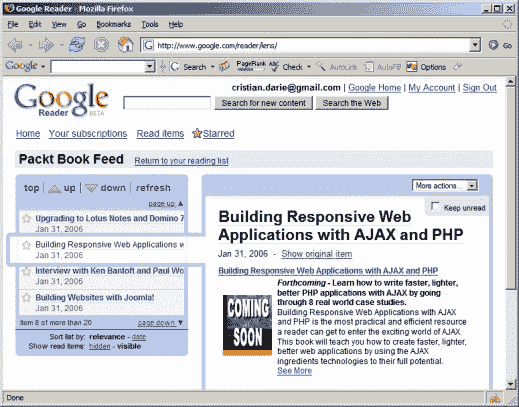 Google Reader - Mozilla Firefox
File Edit View Go Bookmarks Tools Help
http://www.google.com/reader/lens/ Go
Google Search PageRank ABC Check AutoLink AutoFill Options
cristian.darie@gmail.com | Google Home | My Account | Sign Out
Google
Reader BETA
Search for new content Search the Web
Home Your subscriptions Read items Starred
Packt Book Feed Return to your reading list
top up down refresh
page up
Upgrading to Lotus Notes and Domino 7
Jan 31, 2006
Building Responsive Web Applications w
Jan 31, 2006
Interview with Ken Bantoft and Paul Wo
Jan 31, 2006
Building Websites with Joomla!
Jan 31, 2006
Item 8 of more than 20 page down
Sort list by: relevance - date
Show read items: hidden - visible
More actions...
Keep unread
Building Responsive Web
Applications with AJAX and PHP
Jan 31, 2006 - Show original item
Building Responsive Web Applications with AJAX and PHP
COMING
SOON
Forthcoming - Learn how to write faster, lighter,
better PHP applications with AJAX by going
through 8 real world case studies.
Building Responsive Web Applications with AJAX
and PHP is the most practical and efficient resource
a reader can get to enter the exciting world of AJAX.
This book will teach you how to create faster, lighter,
better web applications by using the AJAX
ingredients technologies to their full potential.
See More
Done